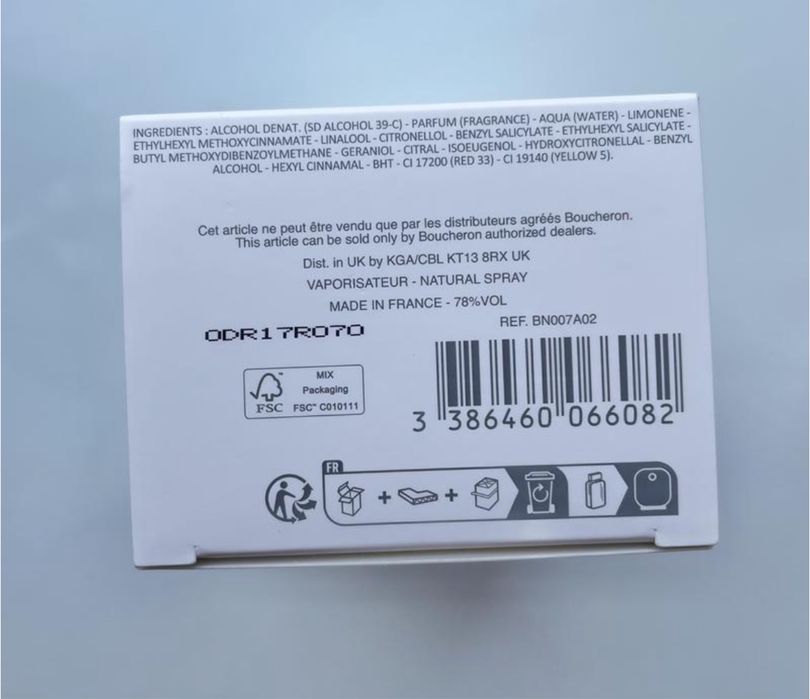 INGREDIENTS : ALCOHOL DENAT. (SD ALCOHOL 39-C) - PARFUM (FRAGRANCE) - AQUA (WATER) - LIMONENE -
ETHYLHEXYL METHOXYCINNAMATE - LINALOOL - CITRONELLOL - BENZYL SALICYLATE - ETHYLHEXYL SALICYLATE -
BUTYL METHOXYDIBENZOYLMETHANE - GERANIOL - CITRAL - ISOEUGENOL - HYDROXYCITRONELLAL - BENZYL
ALCOHOL - HEXYL CINNAMAL - BHT - CI 17200 (RED 33) - CI 19140 (YELLOW 5).
Cet article ne peut être vendu que par les distributeurs agréés Boucheron.
This article can be sold only by Boucheron authorized dealers.
Dist. in UK by KGA/CBL KT13 8RX UK
VAPORISATEUR - NATURAL SPRAY
MADE IN FRANCE - 78%VOL
REF. BN007A02
ODR17R070
MIX
Packaging
FSC™ C010111
FSC
3 386460 066082
FR